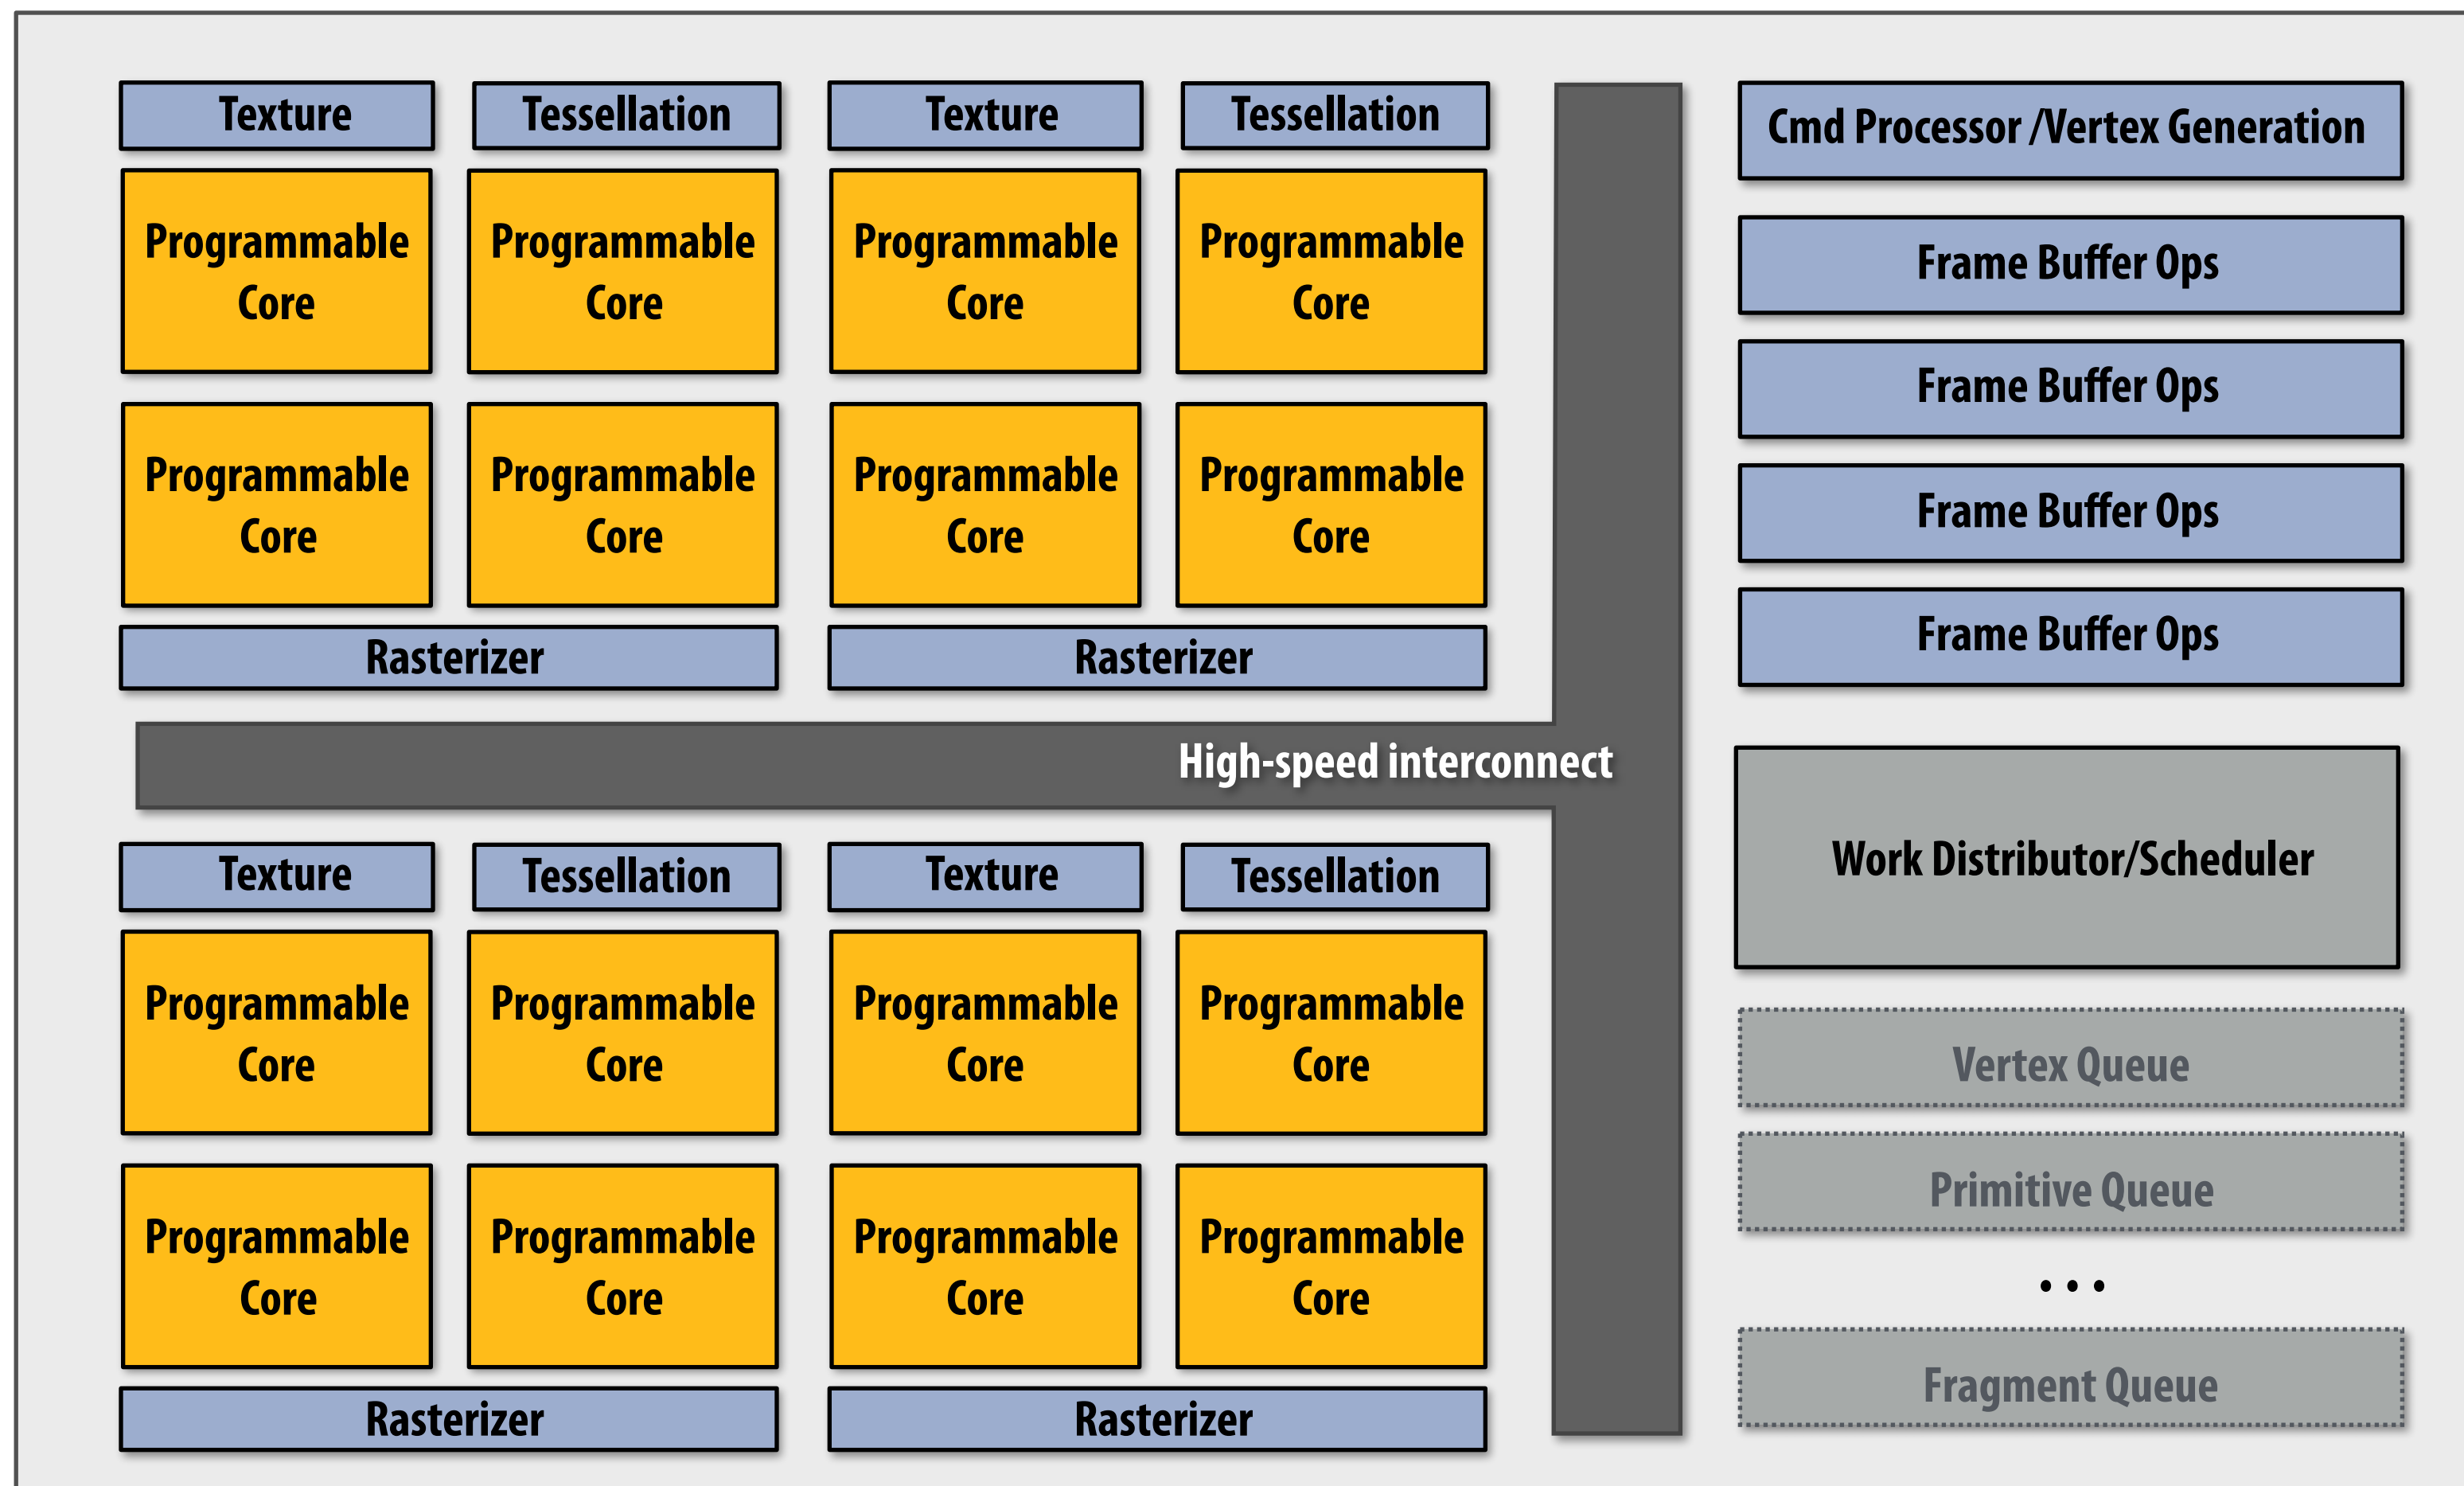 Texture
Tessellation
Texture
Tessellation
Programmable
Core
Programmable
Core
Programmable
Core
Programmable
Core
Programmable
Core
Programmable
Core
Programmable
Core
Programmable
Core
Rasterizer
Rasterizer
High-speed interconnect
Texture
Tessellation
Texture
Tessellation
Programmable
Core
Programmable
Core
Programmable
Core
Programmable
Core
Programmable
Core
Programmable
Core
Programmable
Core
Programmable
Core
Rasterizer
Rasterizer
Cmd Processor /Vertex Generation
Frame Buffer Ops
Frame Buffer Ops
Frame Buffer Ops
Frame Buffer Ops
Work Distributor/Scheduler
Vertex Queue
Primitive Queue
...
Fragment Queue